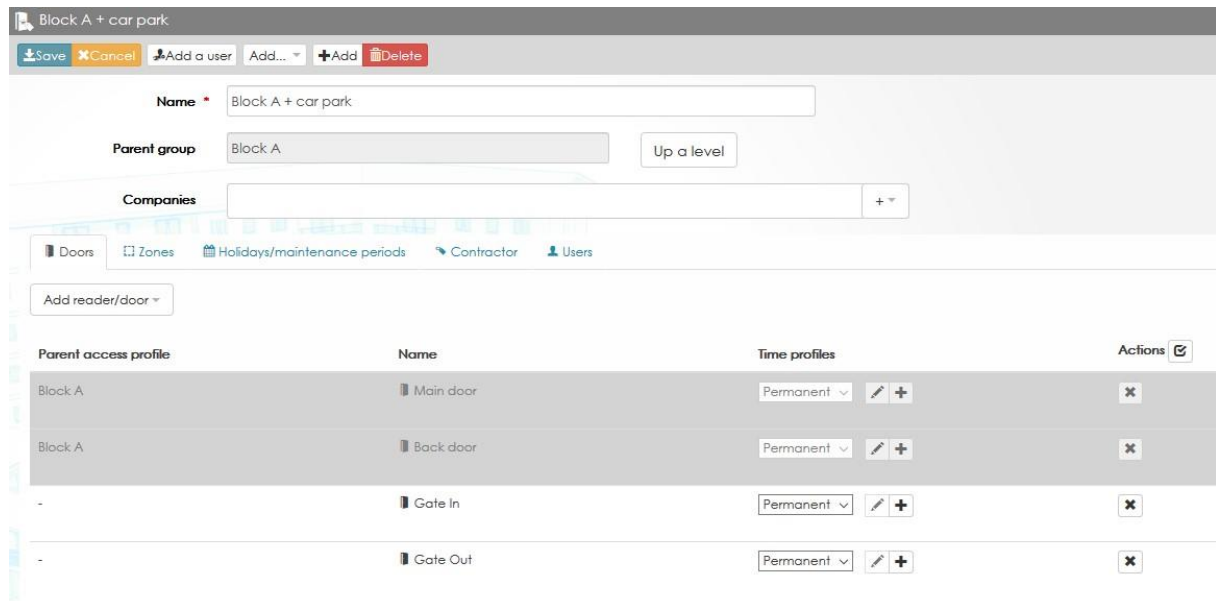 Block A + car park
Save Cancel Add a user Add... Add Delete
Name * Block A + car park
Parent group Block A Up a level
Companies +
Doors Zones Holidays/maintenance periods Contractor Users
Add reader/door
Parent access profile Name Time profiles Actions
Block A Main door Permanent
Block A Back door Permanent
- Gate In Permanent
- Gate Out Permanent